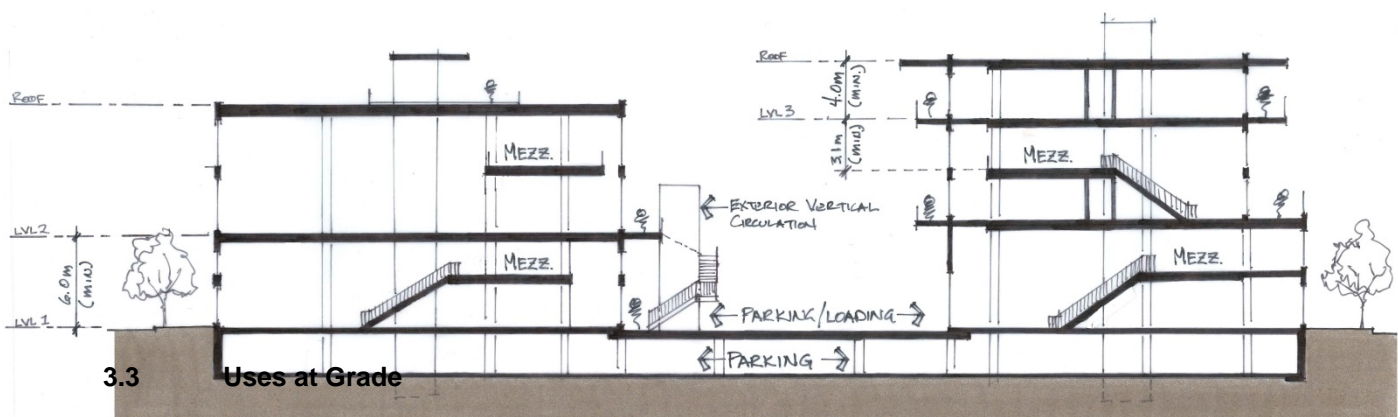 ROOF
MEZZ.
LVL 2
6.0m
(MIN.)
MEZZ.
LVL 1
EXTERIOR VERTICAL
CIRCULATION
PARKING/LOADING
PARKING
ROOF
4.0m
(MIN.)
LVL 3
3.1m
(MIN)
MEZZ.
MEZZ.
3.3 Uses at Grade